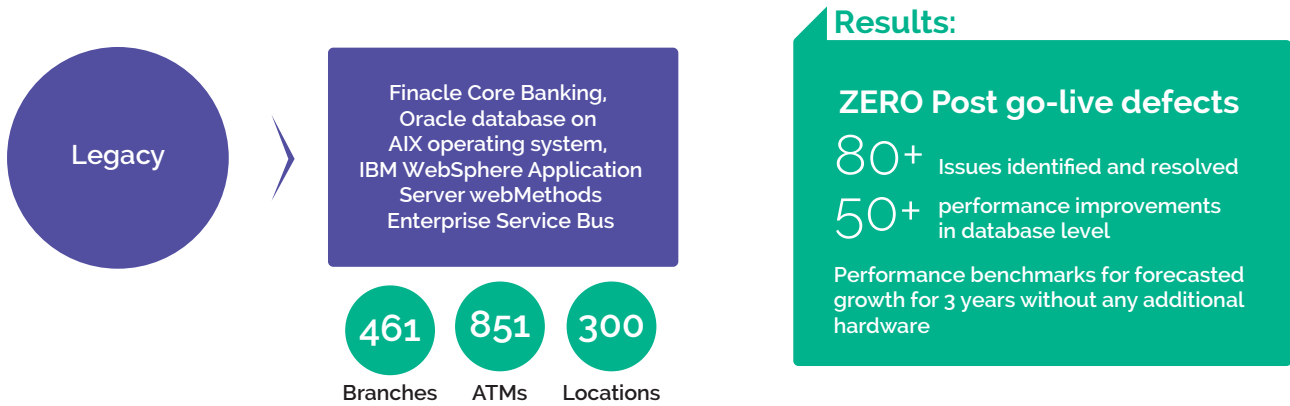 Legacy
Finacle Core Banking,
Oracle database on
AIX operating system,
IBM WebSphere Application
Server webMethods
Enterprise Service Bus
461
Branches
851
ATMs
300
Locations
Results:
ZERO Post go-live defects
80+ Issues identified and resolved
50+ performance improvements
in database level
Performance benchmarks for forecasted
growth for 3 years without any additional
hardware